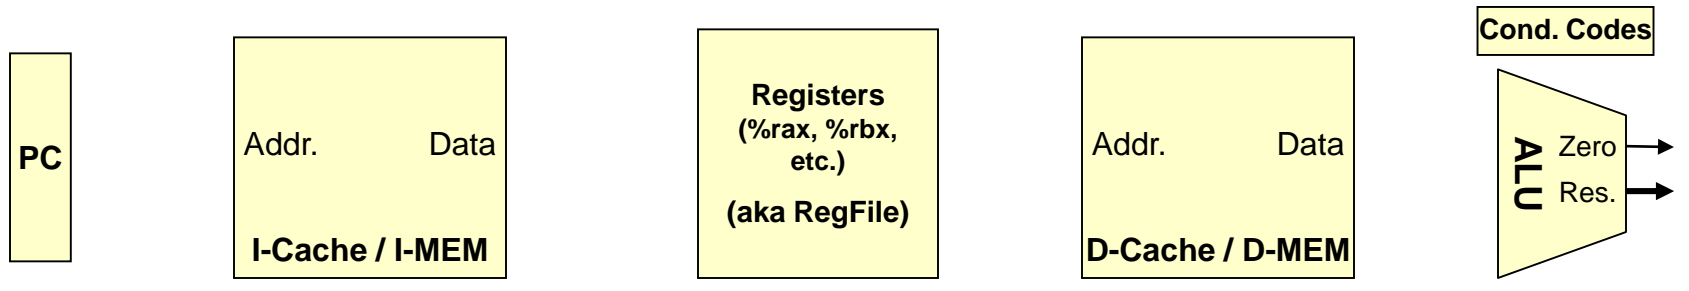 PC
Addr.
Data
I-Cache / I-MEM
Registers
(%rax, %rbx,
etc.)
(aka RegFile)
Addr.
Data
D-Cache / D-MEM
Cond. Codes
ALU
Zero
Res.